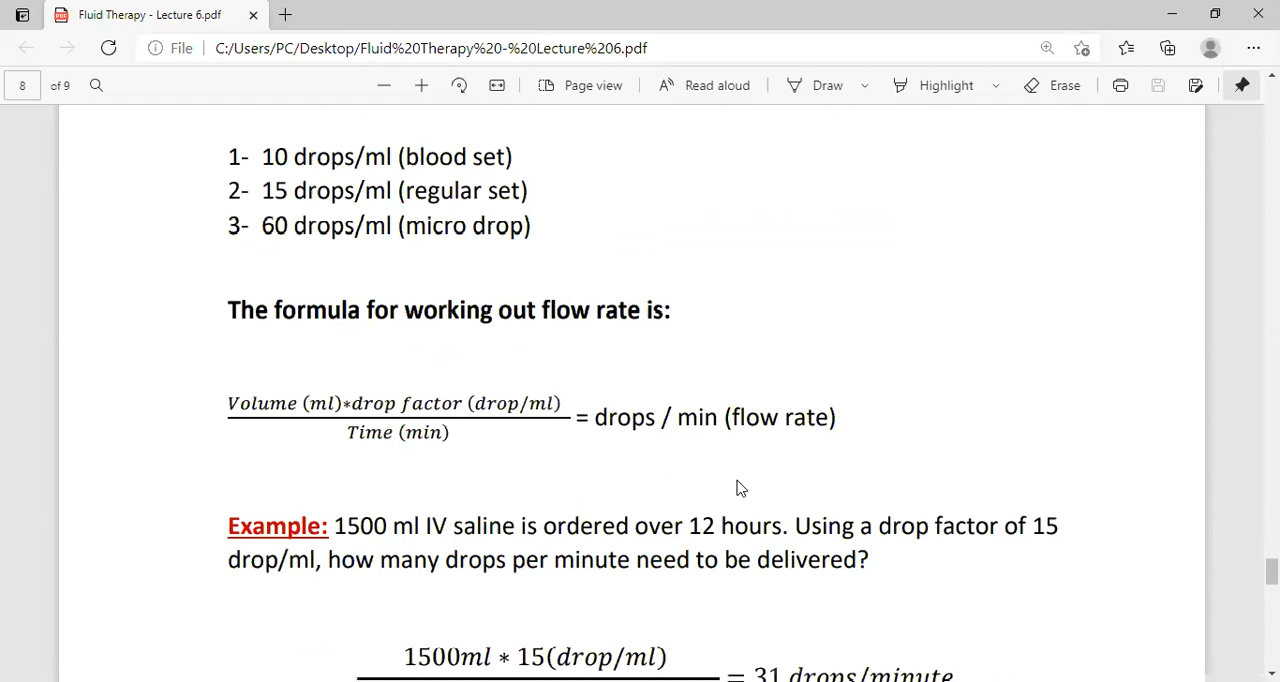 Fluid Therapy - Lecture 6.pdf
File C:/Users/PC/Desktop/Fluid%20Therapy%20-%20Lecture%206.pdf
8 of 9 Page view Read aloud Draw Highlight Erase
1- 10 drops/ml (blood set)
2- 15 drops/ml (regular set)
3- 60 drops/ml (micro drop)
The formula for working out flow rate is:
Volume (ml)*drop factor (drop/ml)
Time (min)
= drops / min (flow rate)
Example: 1500 ml IV saline is ordered over 12 hours. Using a drop factor of 15
drop/ml, how many drops per minute need to be delivered?
1500ml * 15(drop/ml)
= 31 drops/minute